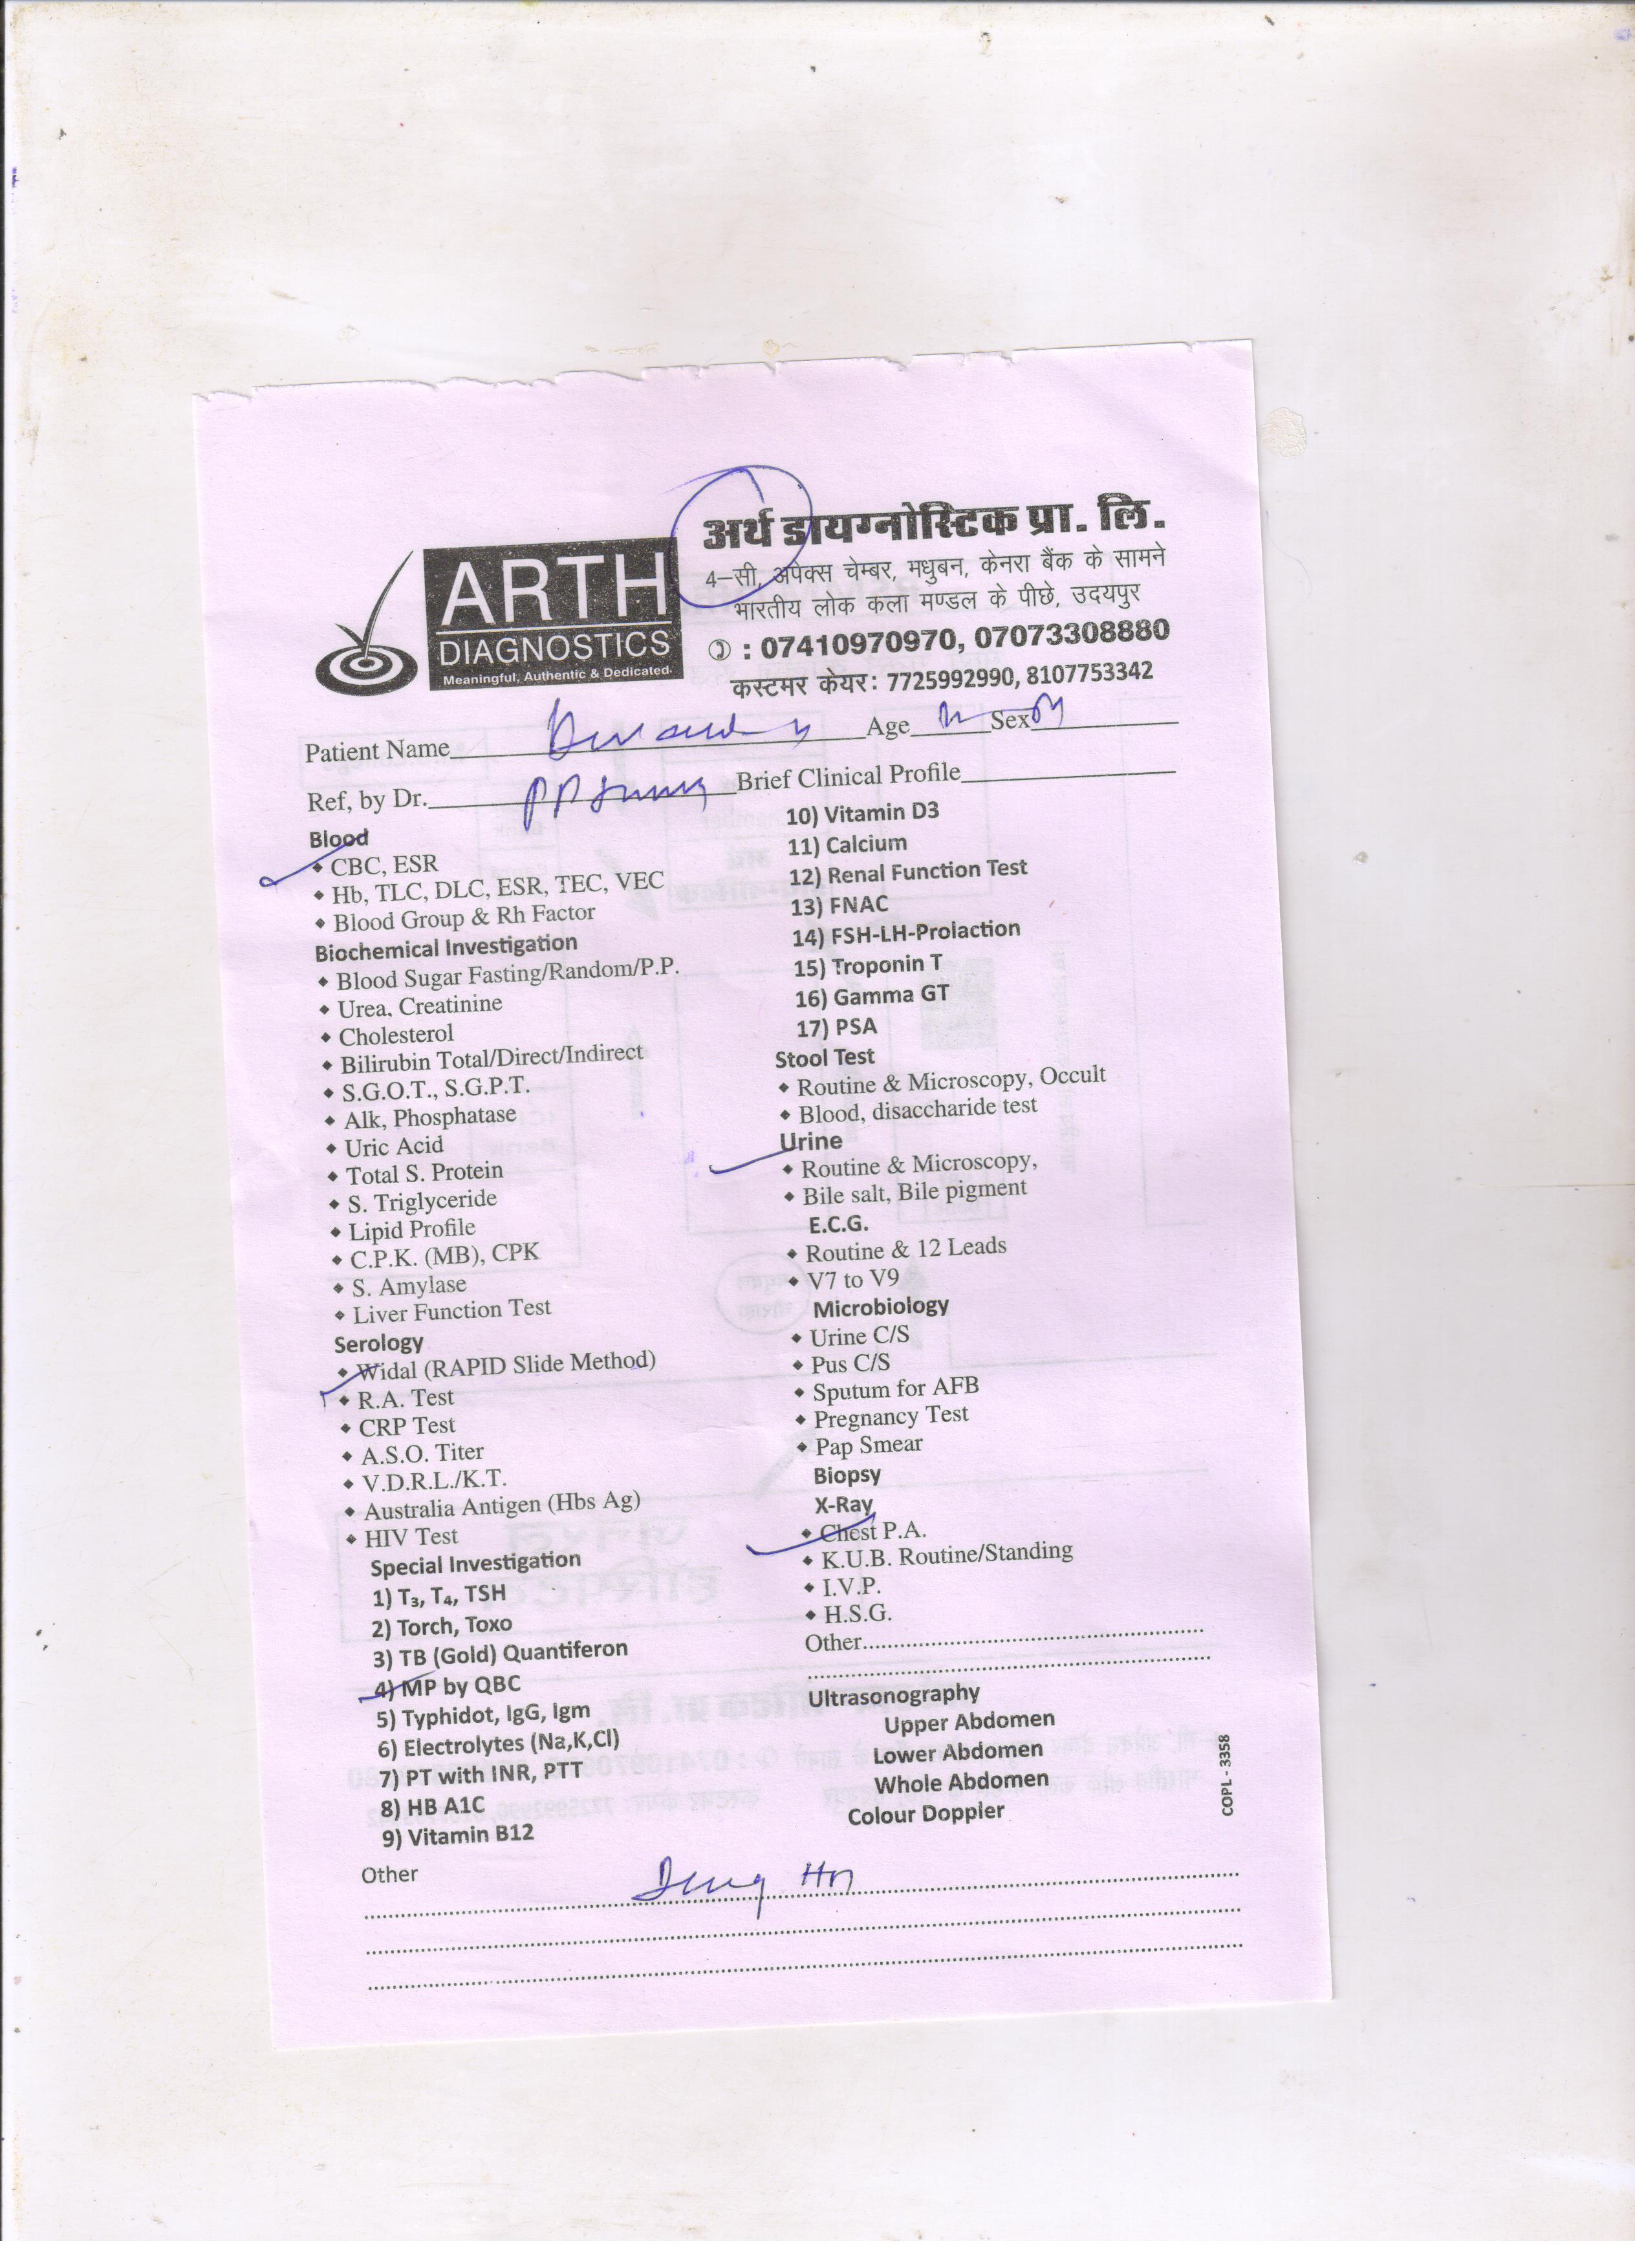 ARTH
DIAGNOSTICS
Meaningful, Authentic & Dedicated.
अर्थ डायग्नोस्टिक प्रा. लि.
4–सी, अपेक्स चेम्बर, मधुबन, केनरा बैंक के सामने
भारतीय लोक कला मण्डल के पीछे, उदयपुर
: 07410970970, 07073308880
कस्टमर केयर: 7725992990, 8107753342
Patient Name Age Sex M
Ref, by Dr. Brief Clinical Profile
Blood
CBC, ESR
Hb, TLC, DLC, ESR, TEC, VEC
Blood Group & Rh Factor
Biochemical Investigation
Blood Sugar Fasting/Random/P.P.
Urea, Creatinine
Cholesterol
Bilirubin Total/Direct/Indirect
S.G.O.T., S.G.P.T.
Alk, Phosphatase
Uric Acid
Total S. Protein
S. Triglyceride
Lipid Profile
C.P.K. (MB), CPK
S. Amylase
Liver Function Test
Serology
Widal (RAPID Slide Method)
R.A. Test
CRP Test
A.S.O. Titer
V.D.R.L./K.T.
Australia Antigen (Hbs Ag)
HIV Test
Special Investigation
1) T₃, T₄, TSH
2) Torch, Toxo
3) TB (Gold) Quantiferon
4) MP by QBC
5) Typhidot, IgG, Igm
6) Electrolytes (Na,K,Cl)
7) PT with INR, PTT
8) HB A1C
9) Vitamin B12
10) Vitamin D3
11) Calcium
12) Renal Function Test
13) FNAC
14) FSH-LH-Prolaction
15) Troponin T
16) Gamma GT
17) PSA
Stool Test
Routine & Microscopy, Occult
Blood, disaccharide test
Urine
Routine & Microscopy,
Bile salt, Bile pigment
E.C.G.
Routine & 12 Leads
V7 to V9
Microbiology
Urine C/S
Pus C/S
Sputum for AFB
Pregnancy Test
Pap Smear
Biopsy
X-Ray
Chest P.A.
K.U.B. Routine/Standing
I.V.P.
H.S.G.
Other
Ultrasonography
Upper Abdomen
Lower Abdomen
Whole Abdomen
Colour Doppler
COPL - 3358
Other